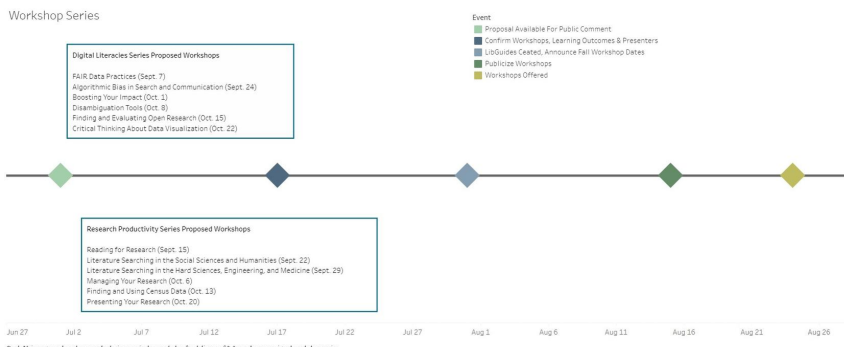 Workshop Series
Event
Proposal Available For Public Comment
Confirm Workshops, Learning Outcomes & Presenters
LibGuides Ceated, Announce Fall Workshop Dates
Publicize Workshops
Workshops Offered
Digital Literacies Series Proposed Workshops
FAIR Data Practices (Sept. 7)
Algorithmic Bias in Search and Communication (Sept. 24)
Boosting Your Impact (Oct. 1)
Disambiguation Tools (Oct. 8)
Finding and Evaluating Open Research (Oct. 15)
Critical Thinking About Data Visualization (Oct. 22)
Research Productivity Series Proposed Workshops
Reading for Research (Sept. 15)
Literature Searching in the Social Sciences and Humanities (Sept. 22)
Literature Searching in the Hard Sciences, Engineering, and Medicine (Sept. 29)
Managing Your Research (Oct. 6)
Finding and Using Census Data (Oct. 13)
Presenting Your Research (Oct. 20)
Jun 27 Jul 2 Jul 7 Jul 12 Jul 17 Jul 22 Jul 27 Aug 1 Aug 6 Aug 11 Aug 16 Aug 21 Aug 26